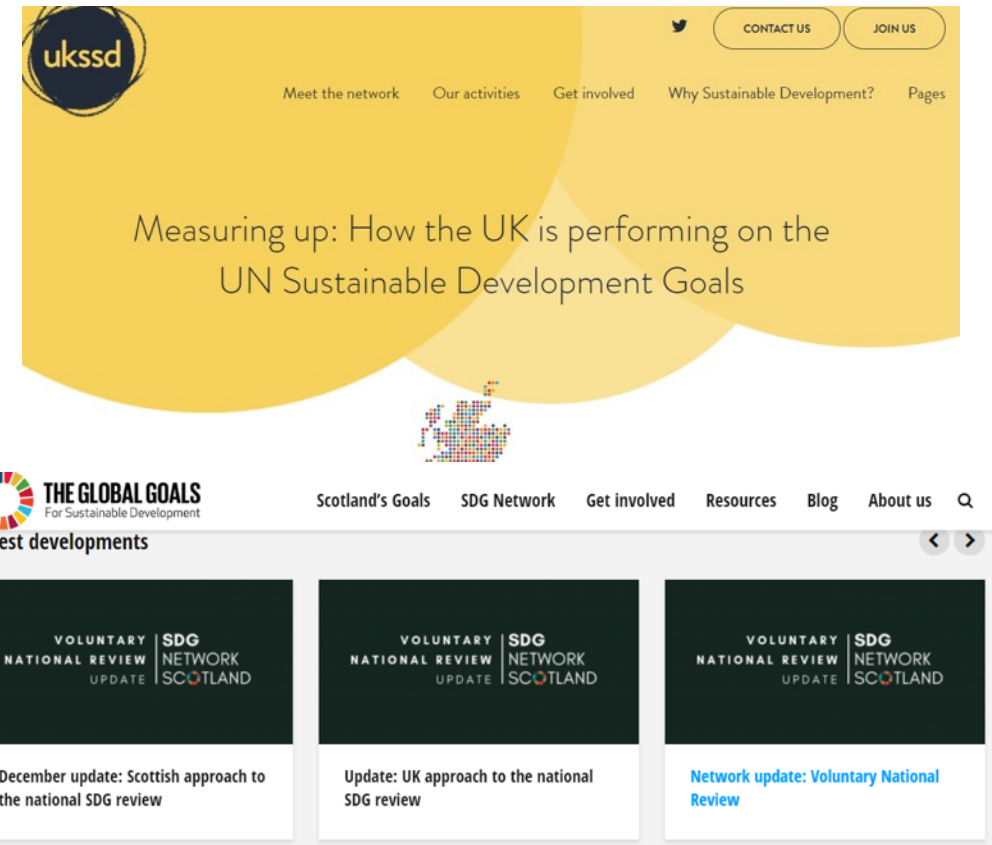 ukssd
CONTACT US JOIN US
Meet the network Our activities Get involved Why Sustainable Development? Pages
Measuring up: How the UK is performing on the
UN Sustainable Development Goals
THE GLOBAL GOALS
For Sustainable Development
Scotland's Goals SDG Network Get involved Resources Blog About us
est developments
VOLUNTARY
NATIONAL REVIEW
UPDATE
SDG
NETWORK
SCOTLAND
VOLUNTARY
NATIONAL REVIEW
UPDATE
SDG
NETWORK
SCOTLAND
VOLUNTARY
NATIONAL REVIEW
UPDATE
SDG
NETWORK
SCOTLAND
December update: Scottish approach to
the national SDG review
Update: UK approach to the national
SDG review
Network update: Voluntary National
Review